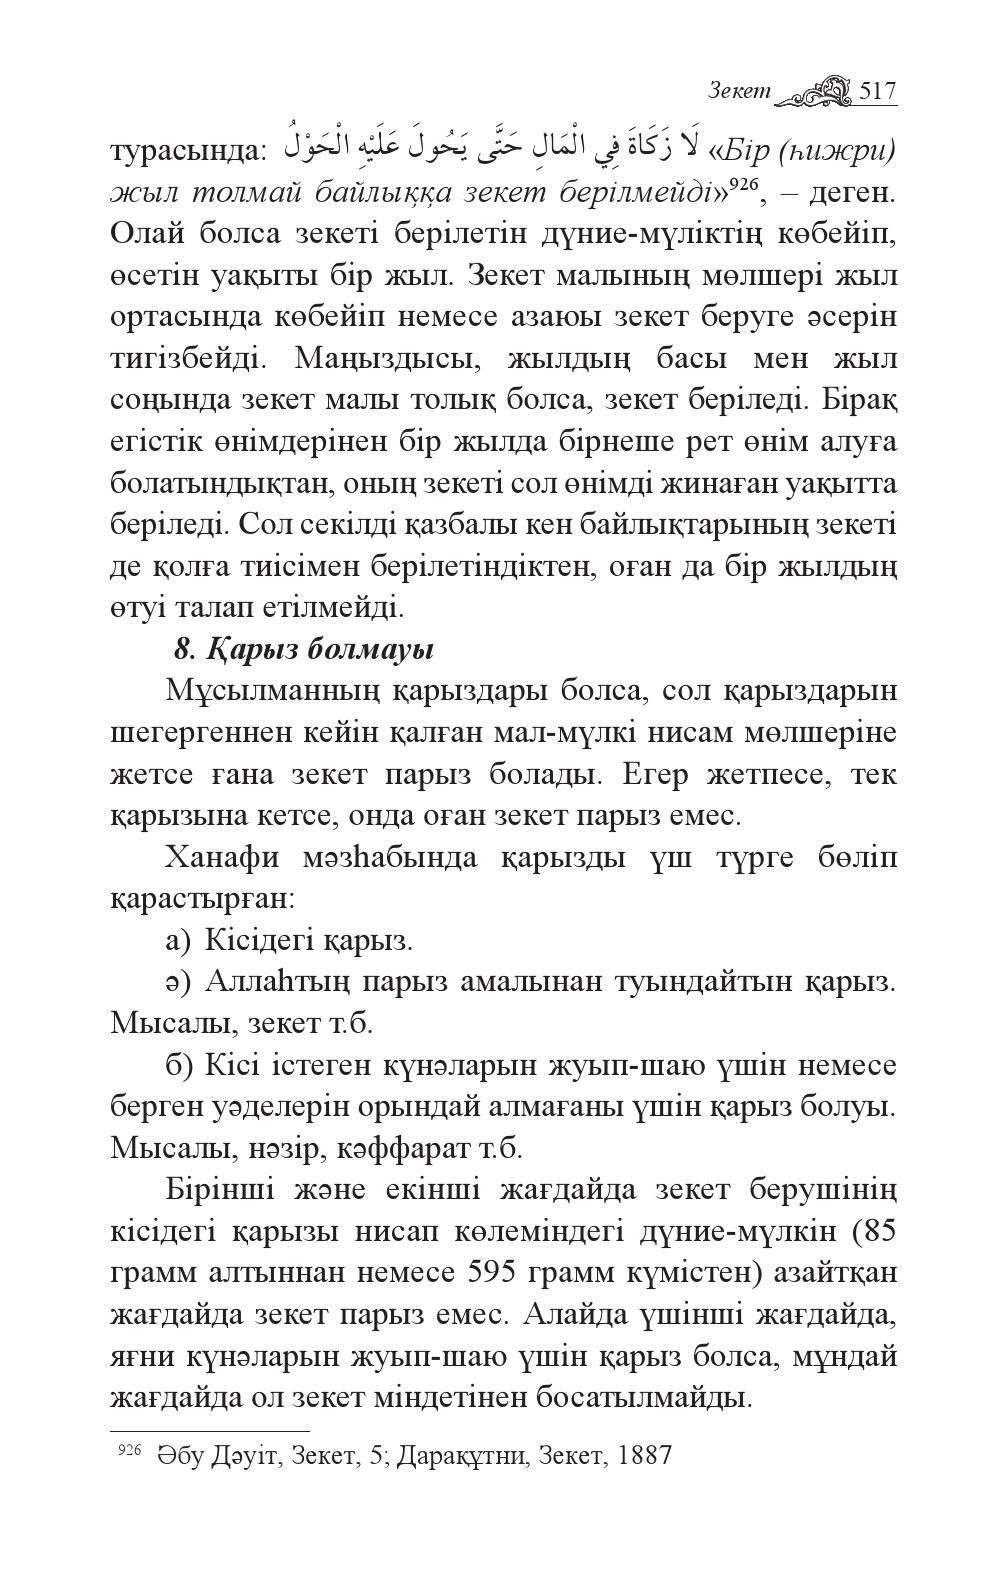 Зекет 517
турасында: لَا زَكَاةَ فِي الْمَالِ حَتَّى يَحُولَ عَلَيْهِ الْحَوْلُ «Бір (һижри)
жыл толмай байлыққа зекет берілмейді»⁹²⁶, – деген.
Олай болса зекеті берілетін дүние-мүліктің көбейіп,
өсетін уақыты бір жыл. Зекет малының мөлшері жыл
ортасында көбейіп немесе азаюы зекет беруге әсерін
тигізбейді. Маңыздысы, жылдың басы мен жыл
соңында зекет малы толық болса, зекет беріледі. Бірақ
егістік өнімдерінен бір жылда бірнеше рет өнім алуға
болатындықтан, оның зекеті сол өнімді жинаған уақытта
беріледі. Сол секілді қазбалы кен байлықтарының зекеті
де қолға тиісімен берілетіндіктен, оған да бір жылдың
өтуі талап етілмейді.
8. Қарыз болмауы
Мұсылманның қарыздары болса, сол қарыздарын
шегергеннен кейін қалған мал-мүлкі нисам мөлшеріне
жетсе ғана зекет парыз болады. Егер жетпесе, тек
қарызына кетсе, онда оған зекет парыз емес.
Ханафи мәзһабында қарызды үш түрге бөліп
қарастырған:
а) Кісідегі қарыз.
ә) Аллаһтың парыз амалынан туындайтын қарыз.
Мысалы, зекет т.б.
б) Кісі істеген күнәларын жуып-шаю үшін немесе
берген уәделерін орындай алмағаны үшін қарыз болуы.
Мысалы, нәзір, кәффарат т.б.
Бірінші және екінші жағдайда зекет берушінің
кісідегі қарызы нисап көлеміндегі дүние-мүлкін (85
грамм алтыннан немесе 595 грамм күмістен) азайтқан
жағдайда зекет парыз емес. Алайда үшінші жағдайда,
яғни күнәларын жуып-шаю үшін қарыз болса, мұндай
жағдайда ол зекет міндетінен босатылмайды.
⁹²⁶ Әбу Дәуіт, Зекет, 5; Дарақұтни, Зекет, 1887